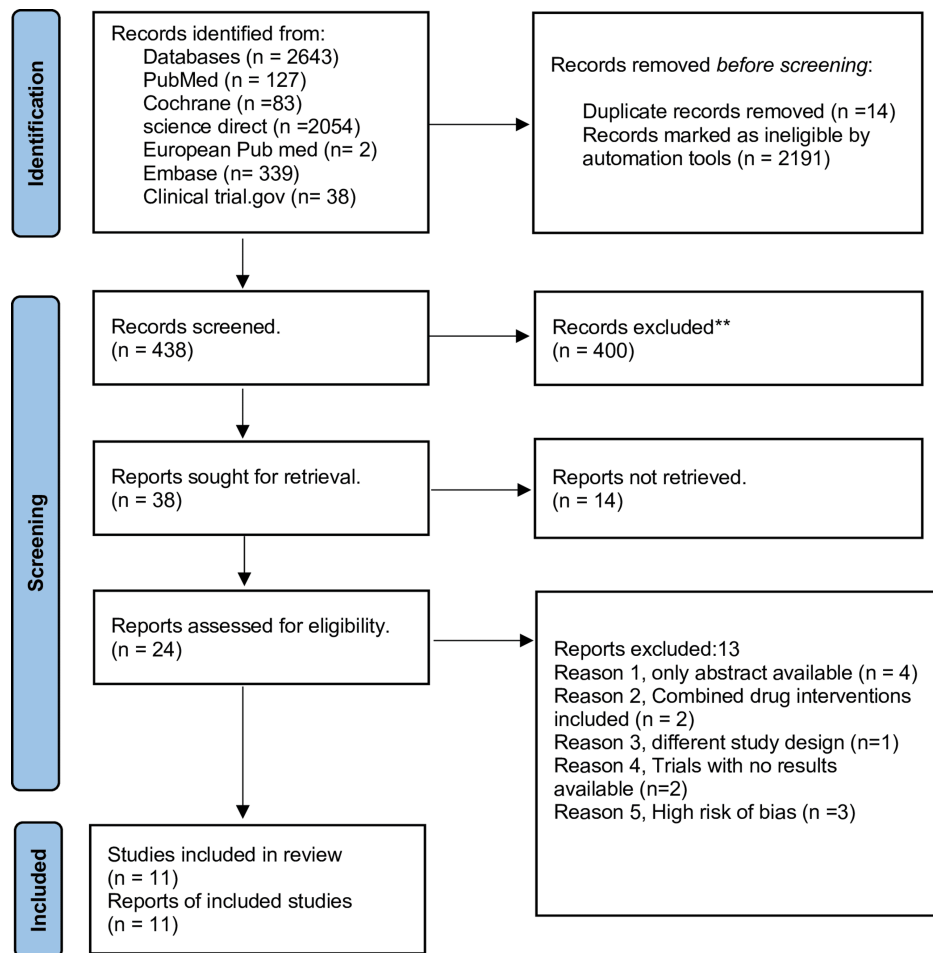 Identification
Records identified from:
Databases (n = 2643)
PubMed (n = 127)
Cochrane (n =83)
science direct (n =2054)
European Pub med (n= 2)
Embase (n= 339)
Clinical trial.gov (n= 38)
Records removed before screening:
Duplicate records removed (n =14)
Records marked as ineligible by
automation tools (n = 2191)
Screening
Records screened.
(n = 438)
Records excluded**
(n = 400)
Reports sought for retrieval.
(n = 38)
Reports not retrieved.
(n = 14)
Reports assessed for eligibility.
(n = 24)
Reports excluded:13
Reason 1, only abstract available (n = 4)
Reason 2, Combined drug interventions
included (n = 2)
Reason 3, different study design (n=1)
Reason 4, Trials with no results
available (n=2)
Reason 5, High risk of bias (n =3)
Included
Studies included in review
(n = 11)
Reports of included studies
(n = 11)